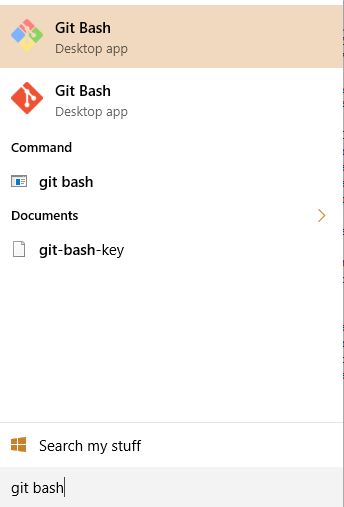 Git Bash
Desktop app
Git Bash
Desktop app
Command
git bash
Documents
git-bash-key
Search my stuff
git bash